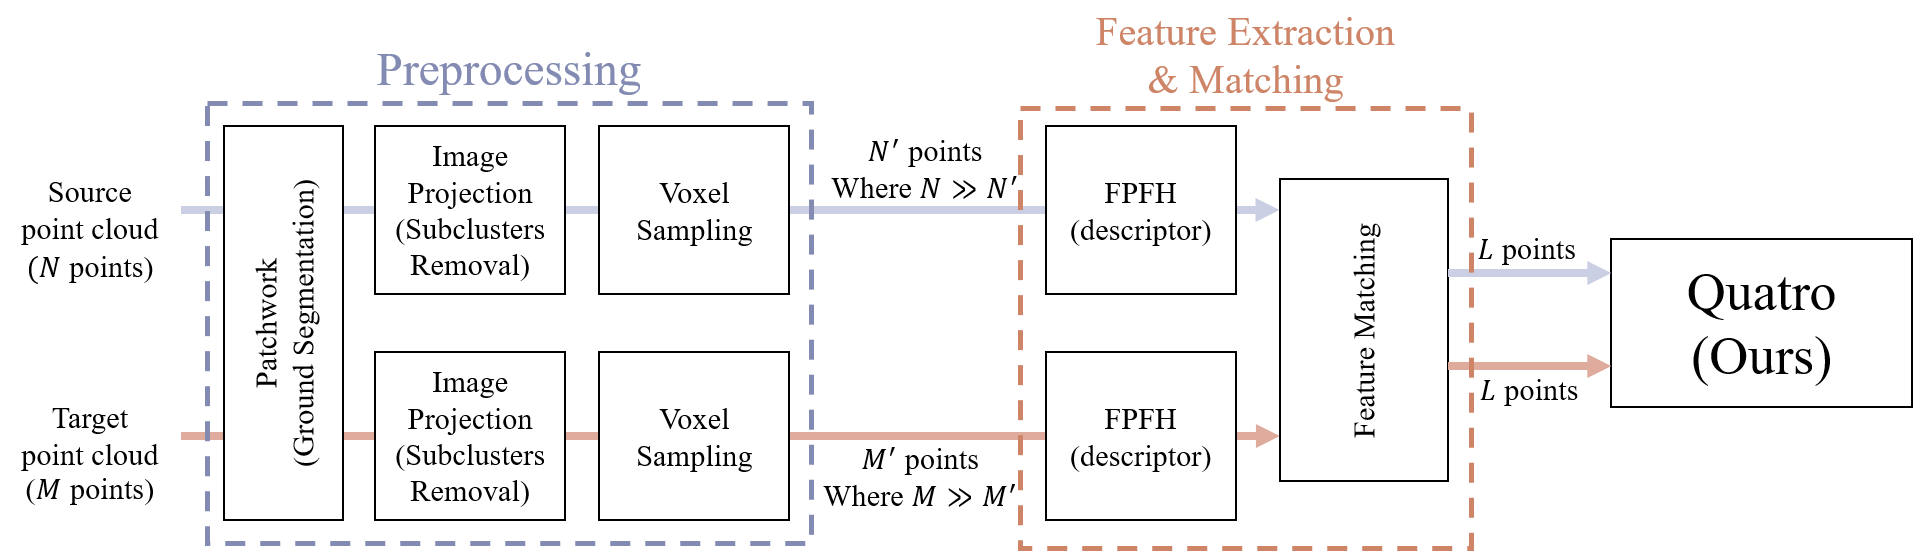 Preprocessing
Feature Extraction
& Matching
Source
point cloud
(N points)
Target
point cloud
(M points)
Patchwork
(Ground Segmentation)
Image
Projection
(Subclusters
Removal)
Voxel
Sampling
Image
Projection
(Subclusters
Removal)
Voxel
Sampling
N′ points
Where N ≫ N′
M′ points
Where M ≫ M′
FPFH
(descriptor)
FPFH
(descriptor)
Feature Matching
L points
L points
Quatro
(Ours)